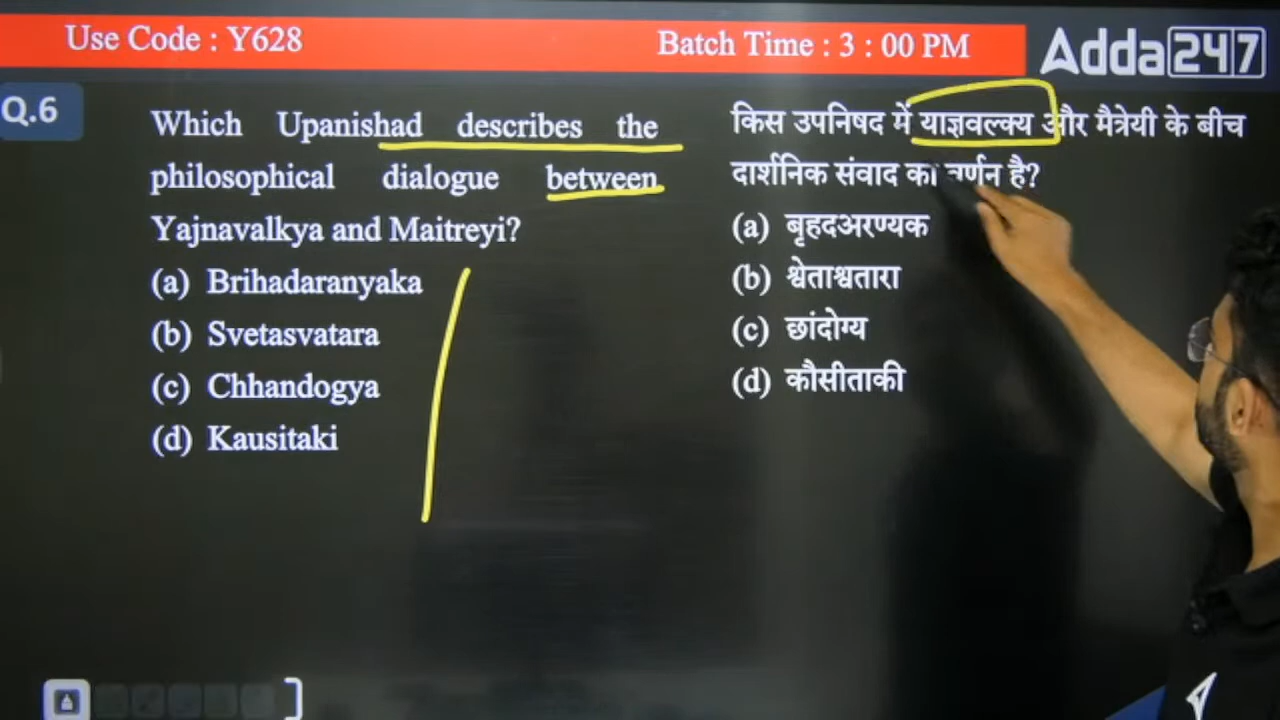 Use Code : Y628
Batch Time : 3 : 00 PM
Adda247
Q.6
Which Upanishad describes the
philosophical dialogue between
Yajnavalkya and Maitreyi?
(a) Brihadaranyaka
(b) Svetasvatara
(c) Chhandogya
(d) Kausitaki
किस उपनिषद में याज्ञवल्क्य और मैत्रेयी के बीच
दार्शनिक संवाद का वर्णन है?
(a) बृहदअरण्यक
(b) श्वेताश्वतारा
(c) छांदोग्य
(d) कौसीताकी